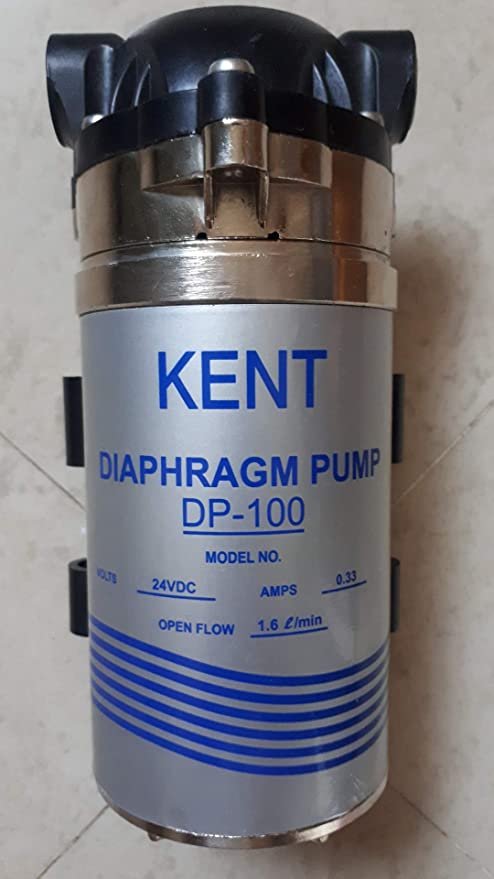 KENT
DIAPHRAGM PUMP
DP-100
MODEL NO.
VOLTS 24VDC AMPS 0.33
OPEN FLOW 1.6 ℓ/min